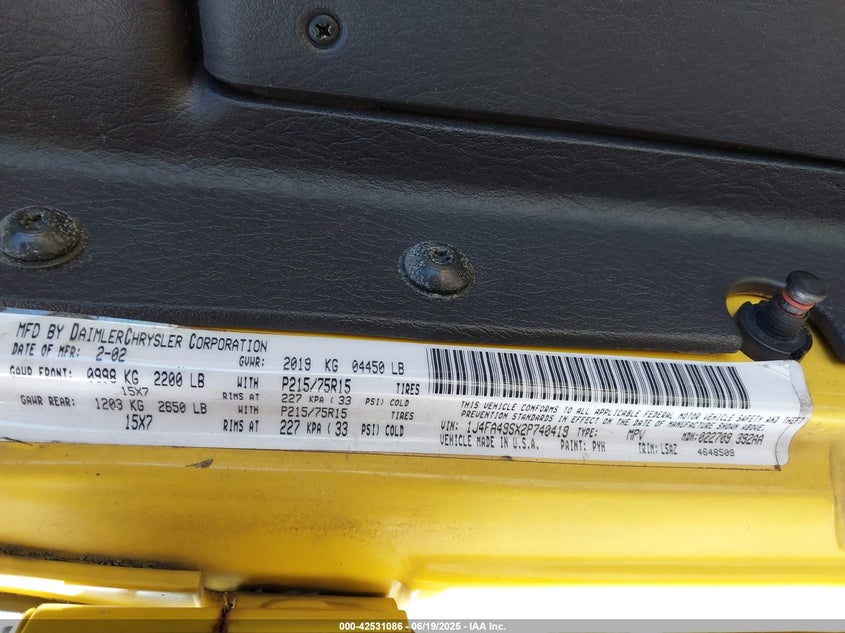 MFD BY DAIMLERCHRYSLER CORPORATION
DATE OF MFR: 2-02 GVWR: 2019 KG 04450 LB
GAWR FRONT: 0998 KG 2200 LB WITH P215/75R15 TIRES
15X7 RIMS AT 227 KPA ( 33 PSI) COLD
GAWR REAR: 1203 KG 2650 LB WITH P215/75R15 TIRES
15X7 RIMS AT 227 KPA ( 33 PSI) COLD
THIS VEHICLE CONFORMS TO ALL APPLICABLE FEDERAL MOTOR VEHICLE SAFETY AND THEFT
PREVENTION STANDARDS IN EFFECT ON THE DATE OF MANUFACTURE SHOWN ABOVE.
VIN: 1J4FA49SK2P740419 TYPE: MPV MDH: 022709 392AA
VEHICLE MADE IN U.S.A. PAINT: PYH TRIM: LSAZ 4648509
000-42531086 - 06/19/2025 - IAA Inc.